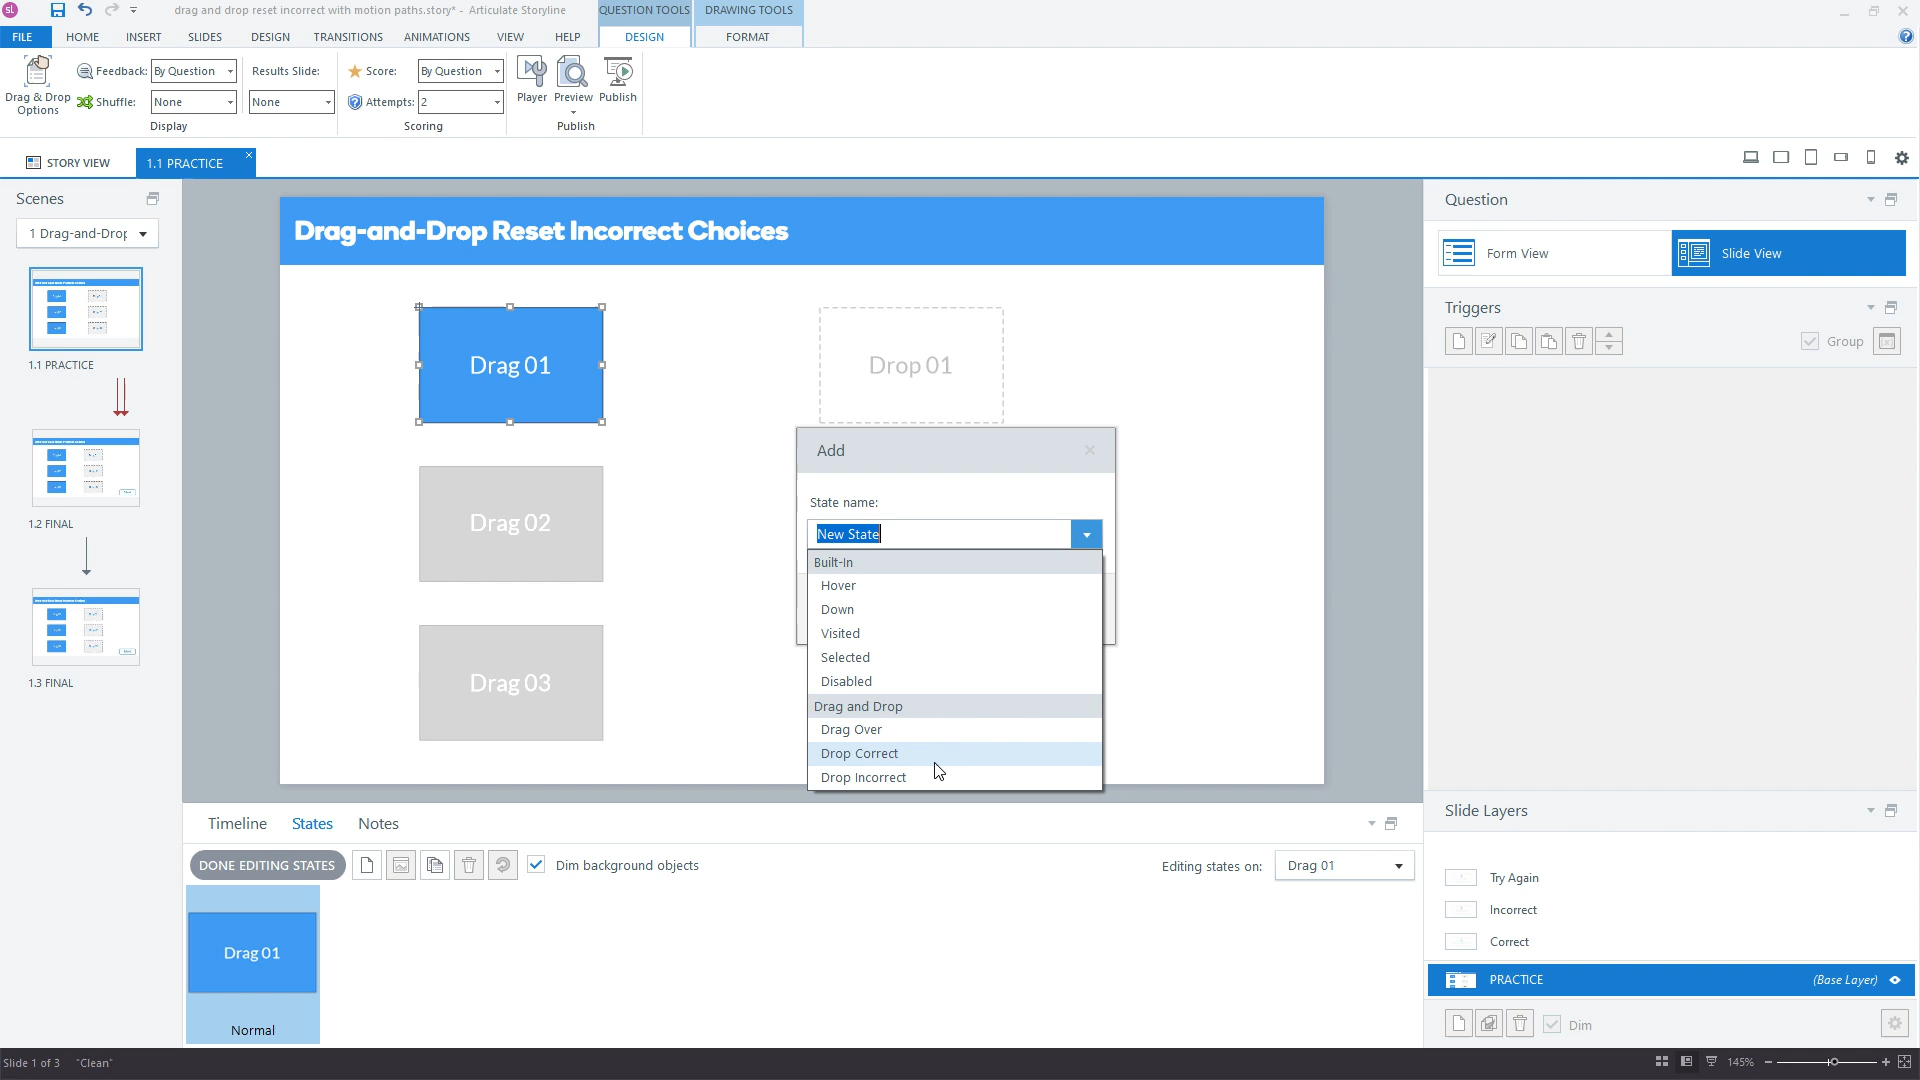 SL
drag and drop reset incorrect with motion paths.story* - Articulate Storyline
QUESTION TOOLS
DRAWING TOOLS
FILE
HOME
INSERT
SLIDES
DESIGN
TRANSITIONS
ANIMATIONS
VIEW
HELP
DESIGN
FORMAT
Drag & Drop
Options
Feedback:
By Question
Shuffle:
None
Display
Results Slide:
None
Score:
By Question
Attempts:
2
Scoring
Player
Preview
Publish
Publish
STORY VIEW
1.1 PRACTICE
Scenes
1 Drag-and-Drop
1.1 PRACTICE
1.2 FINAL
1.3 FINAL
Drag-and-Drop Reset Incorrect Choices
Drag 01
Drop 01
Drag 02
Drag 03
Add
State name:
New State
Built-In
Hover
Down
Visited
Selected
Disabled
Drag and Drop
Drag Over
Drop Correct
Drop Incorrect
Question
Form View
Slide View
Triggers
Group
Timeline
States
Notes
DONE EDITING STATES
Dim background objects
Editing states on:
Drag 01
Drag 01
Normal
Slide Layers
Try Again
Incorrect
Correct
PRACTICE
(Base Layer)
Dim
Slide 1 of 3
"Clean"
145%